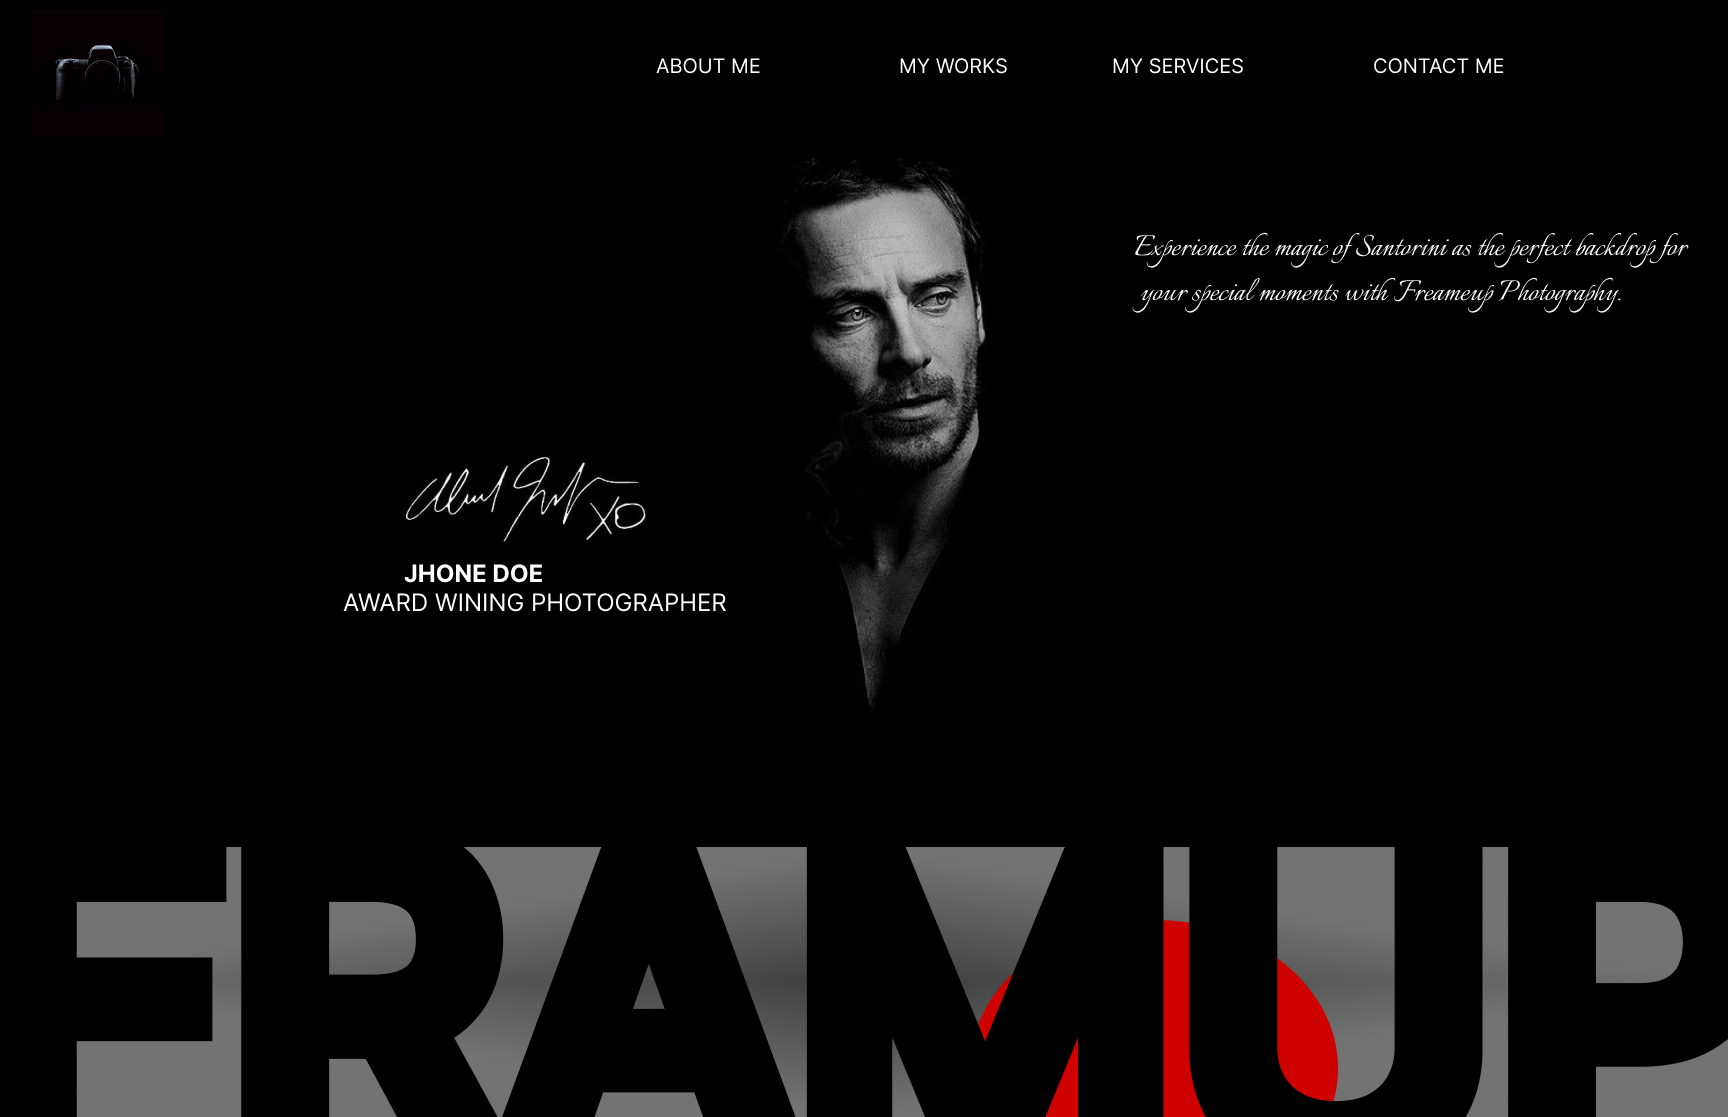 ABOUT ME MY WORKS MY SERVICES CONTACT ME
Experience the magic of Santorini as the perfect backdrop for
your special moments with Freameup Photography.
XO
JHONE DOE
AWARD WINING PHOTOGRAPHER
FRAMUP